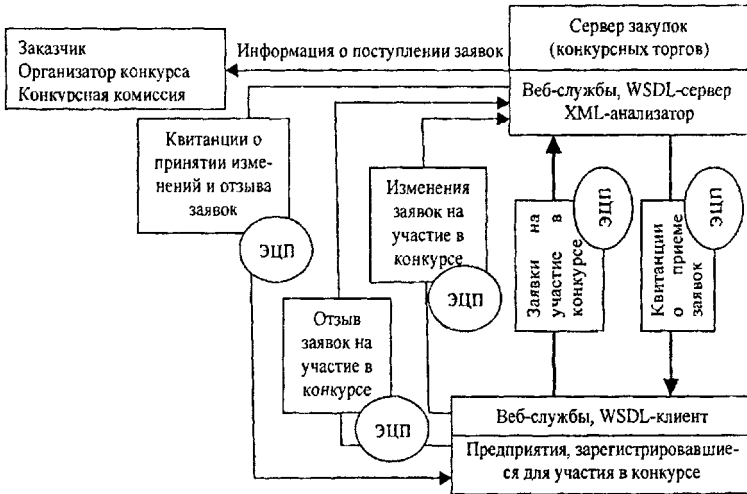 Заказчик
Организатор конкурса
Конкурсная комиссия
Информация о поступлении заявок
Сервер закупок
(конкурсных торгов)
Веб-службы, WSDL-сервер
XML-анализатор
Квитанции о
принятии изме-
нений и отзыва
заявок
ЭЦП
Изменения
заявок на
участие в
конкурсе
ЭЦП
Отзыв
заявок на
участие в
конкурсе
ЭЦП
Заявки на
участие в
конкурсе
ЭЦП
Квитанции
о приеме
заявок
ЭЦП
Веб-службы, WSDL-клиент
Предприятия, зарегистрировавшие-
ся для участия в конкурсе